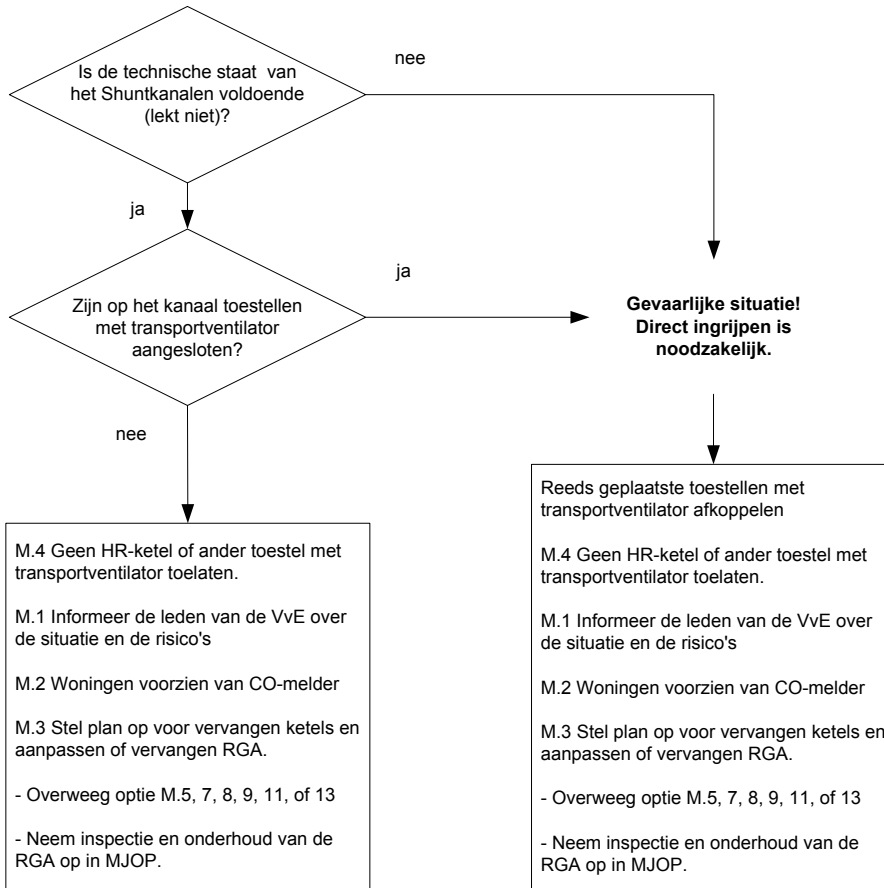 Is de technische staat van
het Shuntkanalen voldoende
(lekt niet)?
nee
ja
Zijn op het kanaal toestellen
met transportventilator
aangesloten?
ja
nee
Gevaarlijke situatie!
Direct ingrijpen is
noodzakelijk.
M.4 Geen HR-ketel of ander toestel met
transportventilator toelaten.
M.1 Informeer de leden van de VvE over
de situatie en de risico's
M.2 Woningen voorzien van CO-melder
M.3 Stel plan op voor vervangen ketels en
aanpassen of vervangen RGA.
- Overweeg optie M.5, 7, 8, 9, 11, of 13
- Neem inspectie en onderhoud van de
RGA op in MJOP.
Reeds geplaatste toestellen met
transportventilator afkoppelen
M.4 Geen HR-ketel of ander toestel met
transportventilator toelaten.
M.1 Informeer de leden van de VvE over
de situatie en de risico's
M.2 Woningen voorzien van CO-melder
M.3 Stel plan op voor vervangen ketels en
aanpassen of vervangen RGA.
- Overweeg optie M.5, 7, 8, 9, 11, of 13
- Neem inspectie en onderhoud van de
RGA op in MJOP.